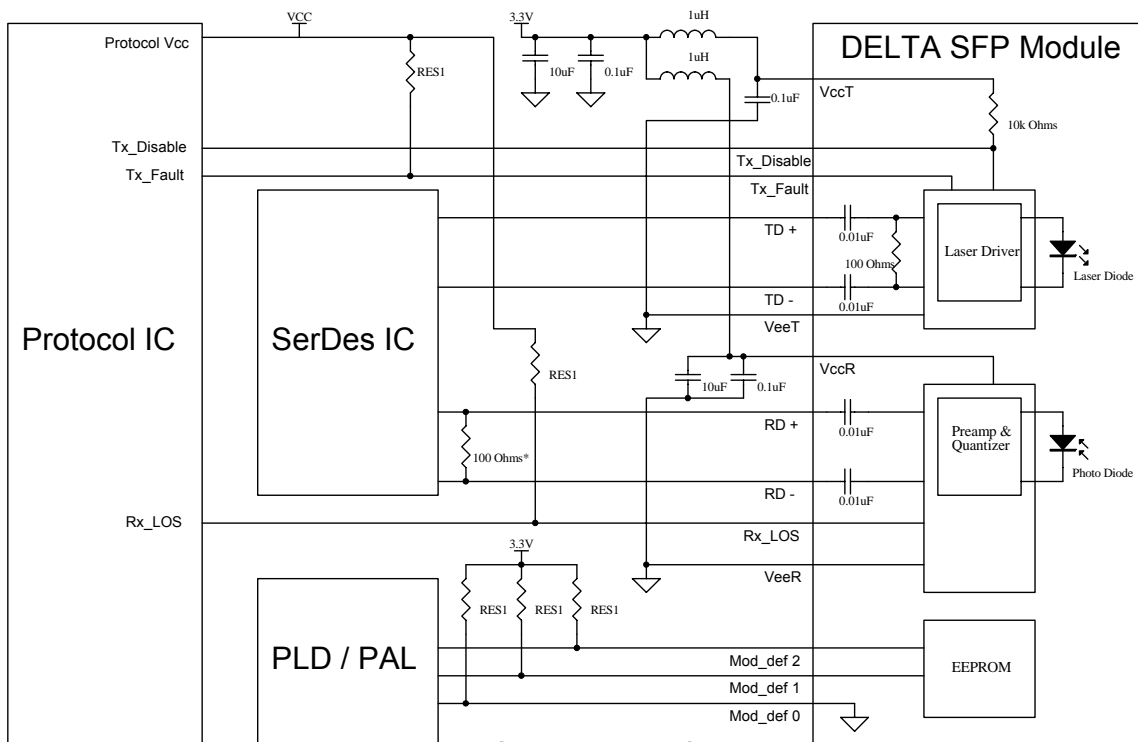 VCC
3.3V
1uH
Protocol Vcc
DELTA SFP Module
RES1
10uF
0.1uF
1uH
0.1uF
VccT
10k Ohms
Tx_Disable
Tx_Disable
Tx_Fault
Tx_Fault
TD +
0.01uF
Laser Driver
100 Ohms
Laser Diode
TD -
0.01uF
VeeT
Protocol IC
SerDes IC
RES1
10uF
0.1uF
VccR
RD +
0.01uF
Preamp &
Quantizer
100 Ohms*
Photo Diode
RD -
0.01uF
Rx_LOS
Rx_LOS
3.3V
VeeR
RES1
RES1
RES1
PLD / PAL
Mod_def 2
EEPROM
Mod_def 1
Mod_def 0